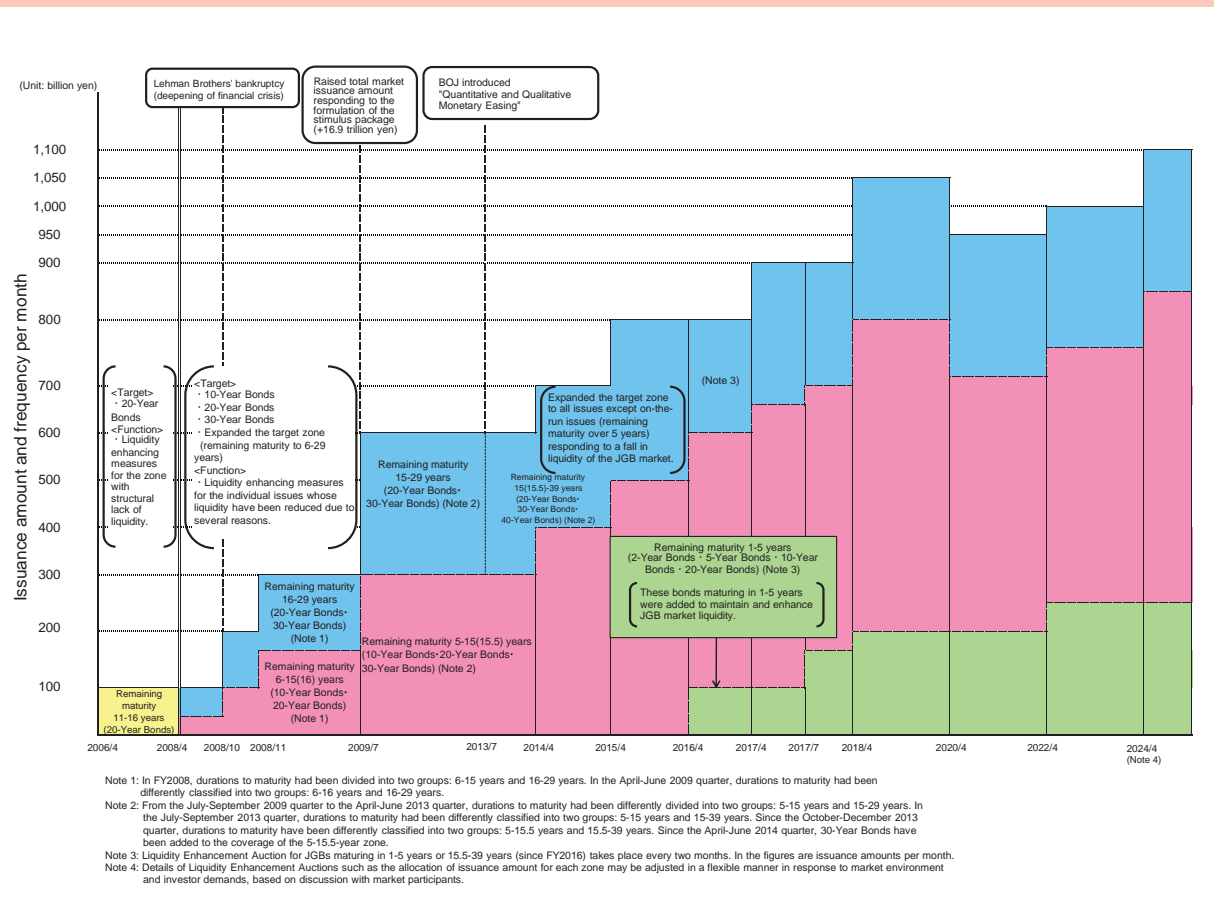 (Unit: billion yen)
Lehman Brothers' bankruptcy
(deepening of financial crisis)
Raised total market
issuance amount
responding to the
formulation of the
stimulus package
(+16.9 trillion yen)
BOJ introduced
"Quantitative and Qualitative
Monetary Easing"
Issuance amount and frequency per month
1,100
1,050
1,000
950
900
800
700
600
500
400
300
200
100
<Target>
・20-Year
Bonds
<Function>
・Liquidity
enhancing
measures
for the zone
with
structural
lack of
liquidity.
<Target>
・10-Year Bonds
・20-Year Bonds
・30-Year Bonds
・Expanded the target zone
(remaining maturity to 6-29
years)
<Function>
・Liquidity enhancing measures
for the individual issues whose
liquidity have been reduced due to
several reasons.
Remaining
maturity
11-16 years
(20-Year Bonds)
Remaining maturity
16-29 years
(20-Year Bonds・
30-Year Bonds)
(Note 1)
Remaining maturity
6-15(16) years
(10-Year Bonds・
20-Year Bonds)
(Note 1)
Remaining maturity
15-29 years
(20-Year Bonds・
30-Year Bonds) (Note 2)
Remaining maturity 5-15(15.5) years
(10-Year Bonds・20-Year Bonds・
30-Year Bonds) (Note 2)
Remaining maturity
15(15.5)-39 years
(20-Year Bonds・
30-Year Bonds・
40-Year Bonds) (Note 2)
Expanded the target zone
to all issues except on-the-
run issues (remaining
maturity over 5 years)
responding to a fall in
liquidity of the JGB market.
(Note 3)
Remaining maturity 1-5 years
(2-Year Bonds・5-Year Bonds・10-Year
Bonds・20-Year Bonds) (Note 3)
These bonds maturing in 1-5 years
were added to maintain and enhance
JGB market liquidity.
2006/4
2008/4
2008/10
2008/11
2009/7
2013/7
2014/4
2015/4
2016/4
2017/4
2017/7
2018/4
2020/4
2022/4
2024/4
(Note 4)
Note 1: In FY2008, durations to maturity had been divided into two groups: 6-15 years and 16-29 years. In the April-June 2009 quarter, durations to maturity had been
differently classified into two groups: 6-16 years and 16-29 years.
Note 2: From the July-September 2009 quarter to the April-June 2013 quarter, durations to maturity had been differently divided into two groups: 5-15 years and 15-29 years. In
the July-September 2013 quarter, durations to maturity had been differently classified into two groups: 5-15 years and 15-39 years. Since the October-December 2013
quarter, durations to maturity have been differently classified into two groups: 5-15.5 years and 15.5-39 years. Since the April-June 2014 quarter, 30-Year Bonds have
been added to the coverage of the 5-15.5-year zone.
Note 3: Liquidity Enhancement Auction for JGBs maturing in 1-5 years or 15.5-39 years (since FY2016) takes place every two months. In the figures are issuance amounts per month.
Note 4: Details of Liquidity Enhancement Auctions such as the allocation of issuance amount for each zone may be adjusted in a flexible manner in response to market environment
and investor demands, based on discussion with market participants.